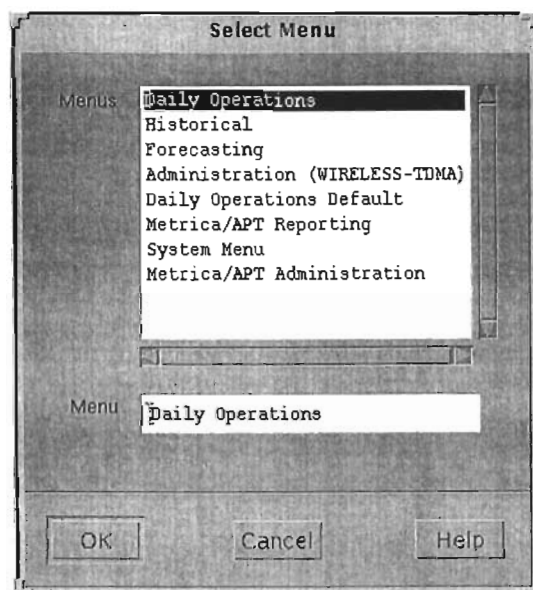 Select Menu
Menus
Daily Operations
Historical
Forecasting
Administration (WIRELESS-TDMA)
Daily Operations Default
Metrica/APT Reporting
System Menu
Metrica/APT Administration
Menu
Daily Operations
OK Cancel Help